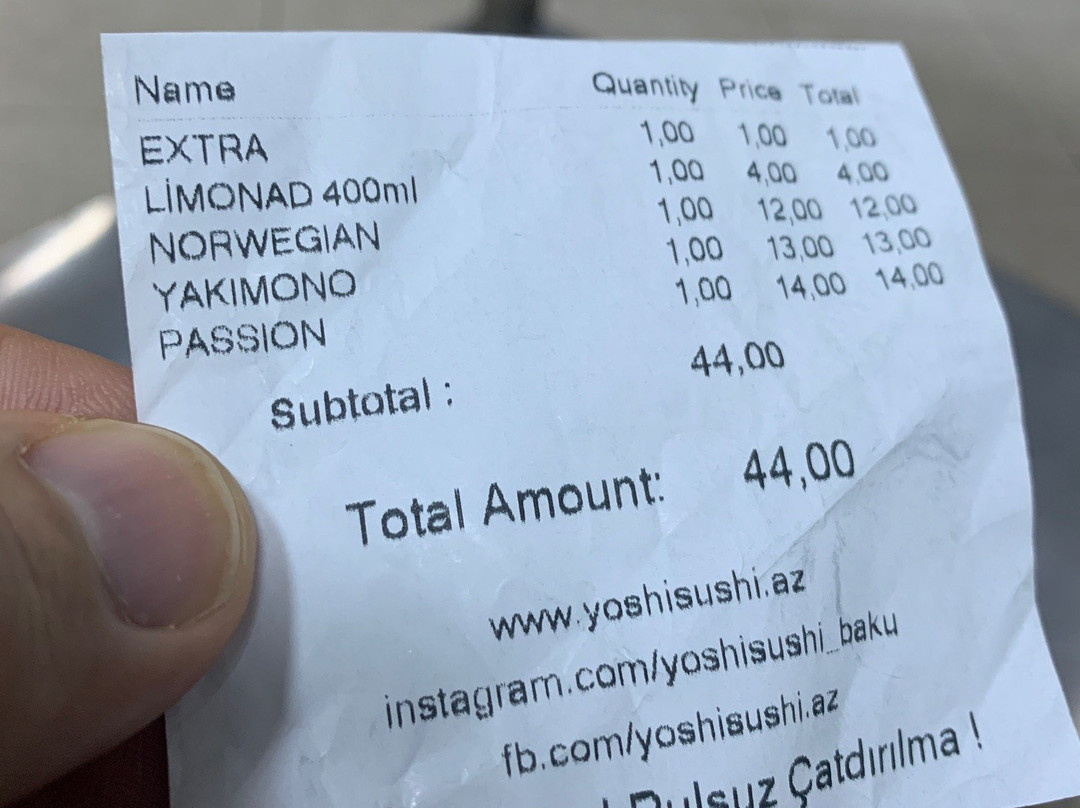 Name Quantity Price Total
EXTRA 1,00 1,00 1,00
LİMONAD 400ml 1,00 4,00 4,00
NORWEGIAN 1,00 12,00 12,00
YAKIMONO 1,00 13,00 13,00
PASSION 1,00 14,00 14,00
Subtotal : 44,00
Total Amount: 44,00
www.yoshisushi.az
instagram.com/yoshisushi_baku
fb.com/yoshisushi.az
Pulsuz Çatdırılma !